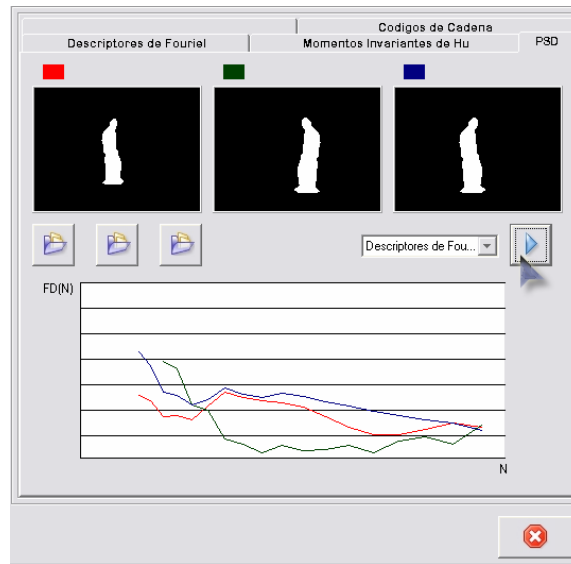 Codigos de Cadena
Descriptores de Fouriel
Momentos Invariantes de Hu
PSD
Descriptores de Fou...
FD(N)
N